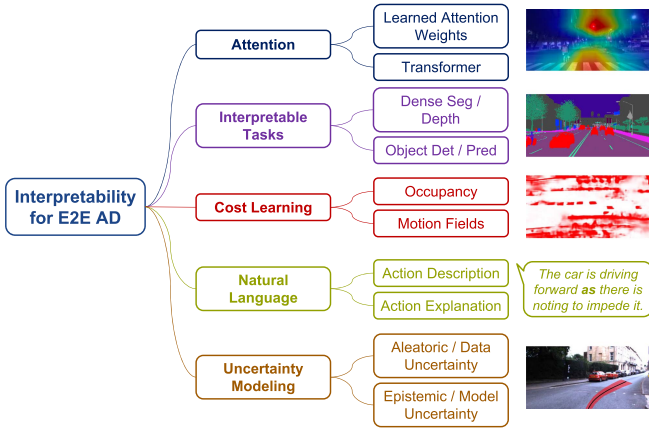 Interpretability
for E2E AD
Attention
Learned Attention
Weights
Transformer
Interpretable
Tasks
Dense Seg /
Depth
Object Det / Pred
Cost Learning
Occupancy
Motion Fields
Natural
Language
Action Description
Action Explanation
The car is driving
forward as there is
noting to impede it.
Uncertainty
Modeling
Aleatoric / Data
Uncertainty
Epistemic / Model
Uncertainty